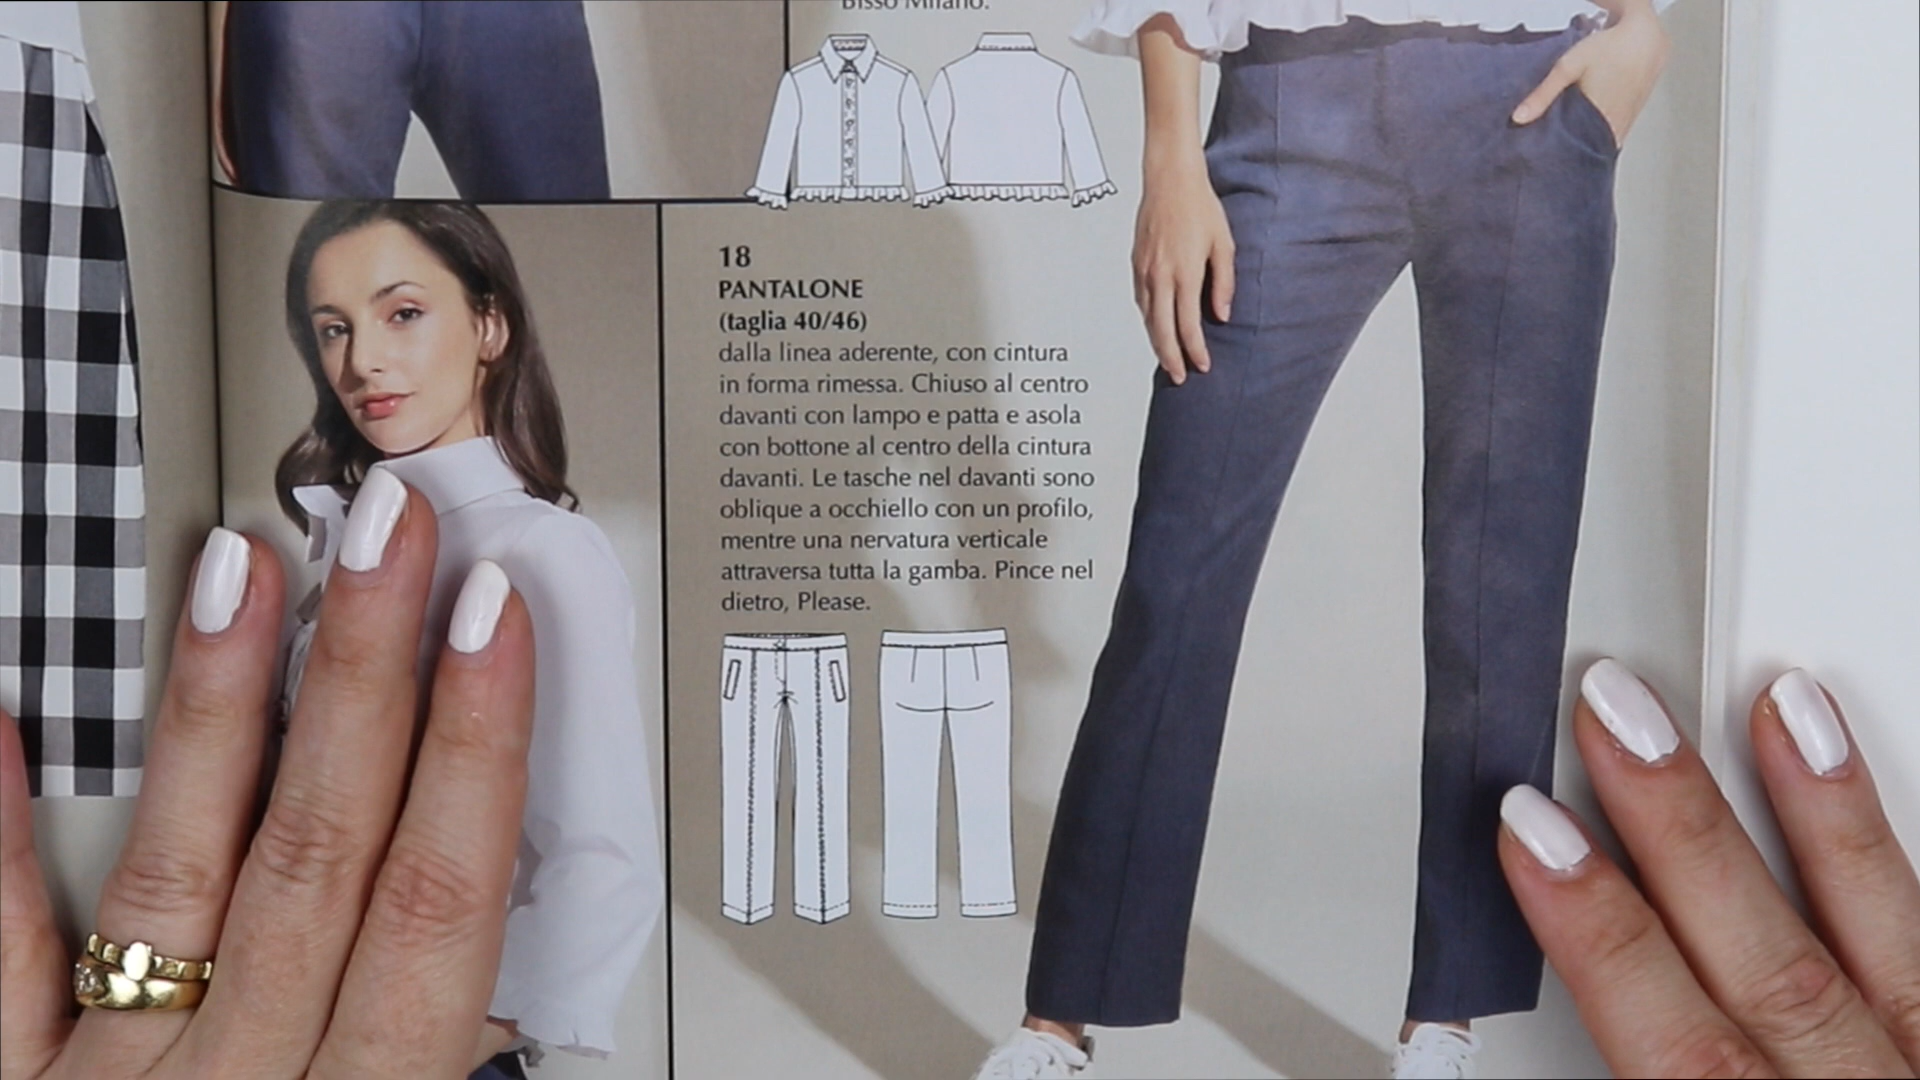 Bisso Milano.
18
PANTALONE
(taglia 40/46)
dalla linea aderente, con cintura
in forma rimessa. Chiuso al centro
davanti con lampo e patta e asola
con bottone al centro della cintura
davanti. Le tasche nel davanti sono
oblique a occhiello con un profilo,
mentre una nervatura verticale
attraversa tutta la gamba. Pince nel
dietro, Please.